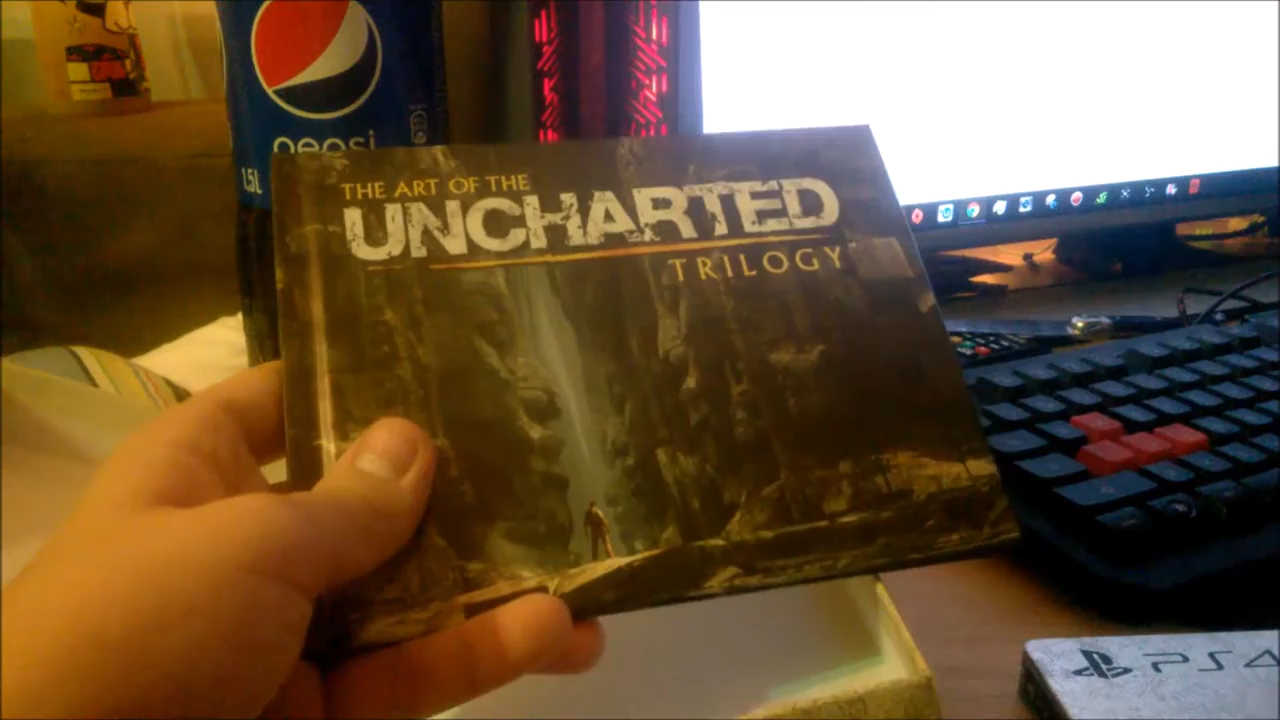 pepsi
1,5L
THE ART OF THE
UNCHARTED
TRILOGY
PS4